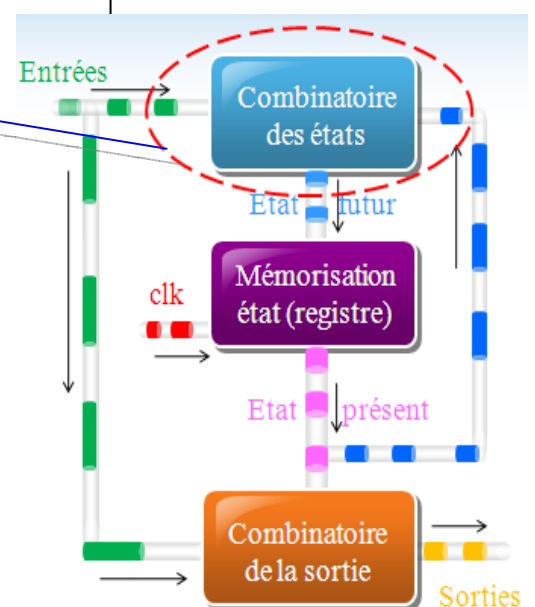 Entrées
Combinatoire
des états
Etat futur
Mémorisation
état (registre)
clk
Etat présent
Combinatoire
de la sortie
Sorties